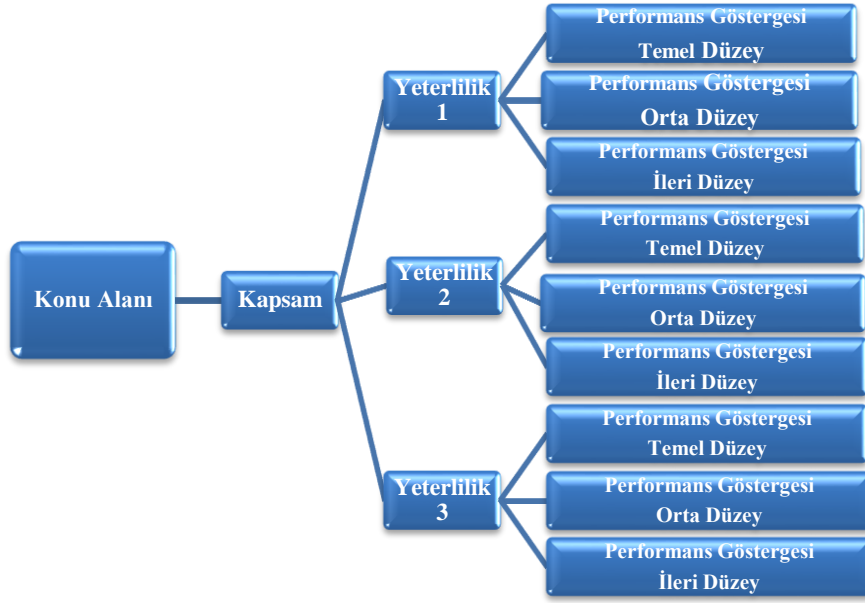 Konu Alanı
Kapsam
Yeterlilik
1
Performans Göstergesi
Temel Düzey
Performans Göstergesi
Orta Düzey
Performans Göstergesi
İleri Düzey
Yeterlilik
2
Performans Göstergesi
Temel Düzey
Performans Göstergesi
Orta Düzey
Performans Göstergesi
İleri Düzey
Yeterlilik
3
Performans Göstergesi
Temel Düzey
Performans Göstergesi
Orta Düzey
Performans Göstergesi
İleri Düzey